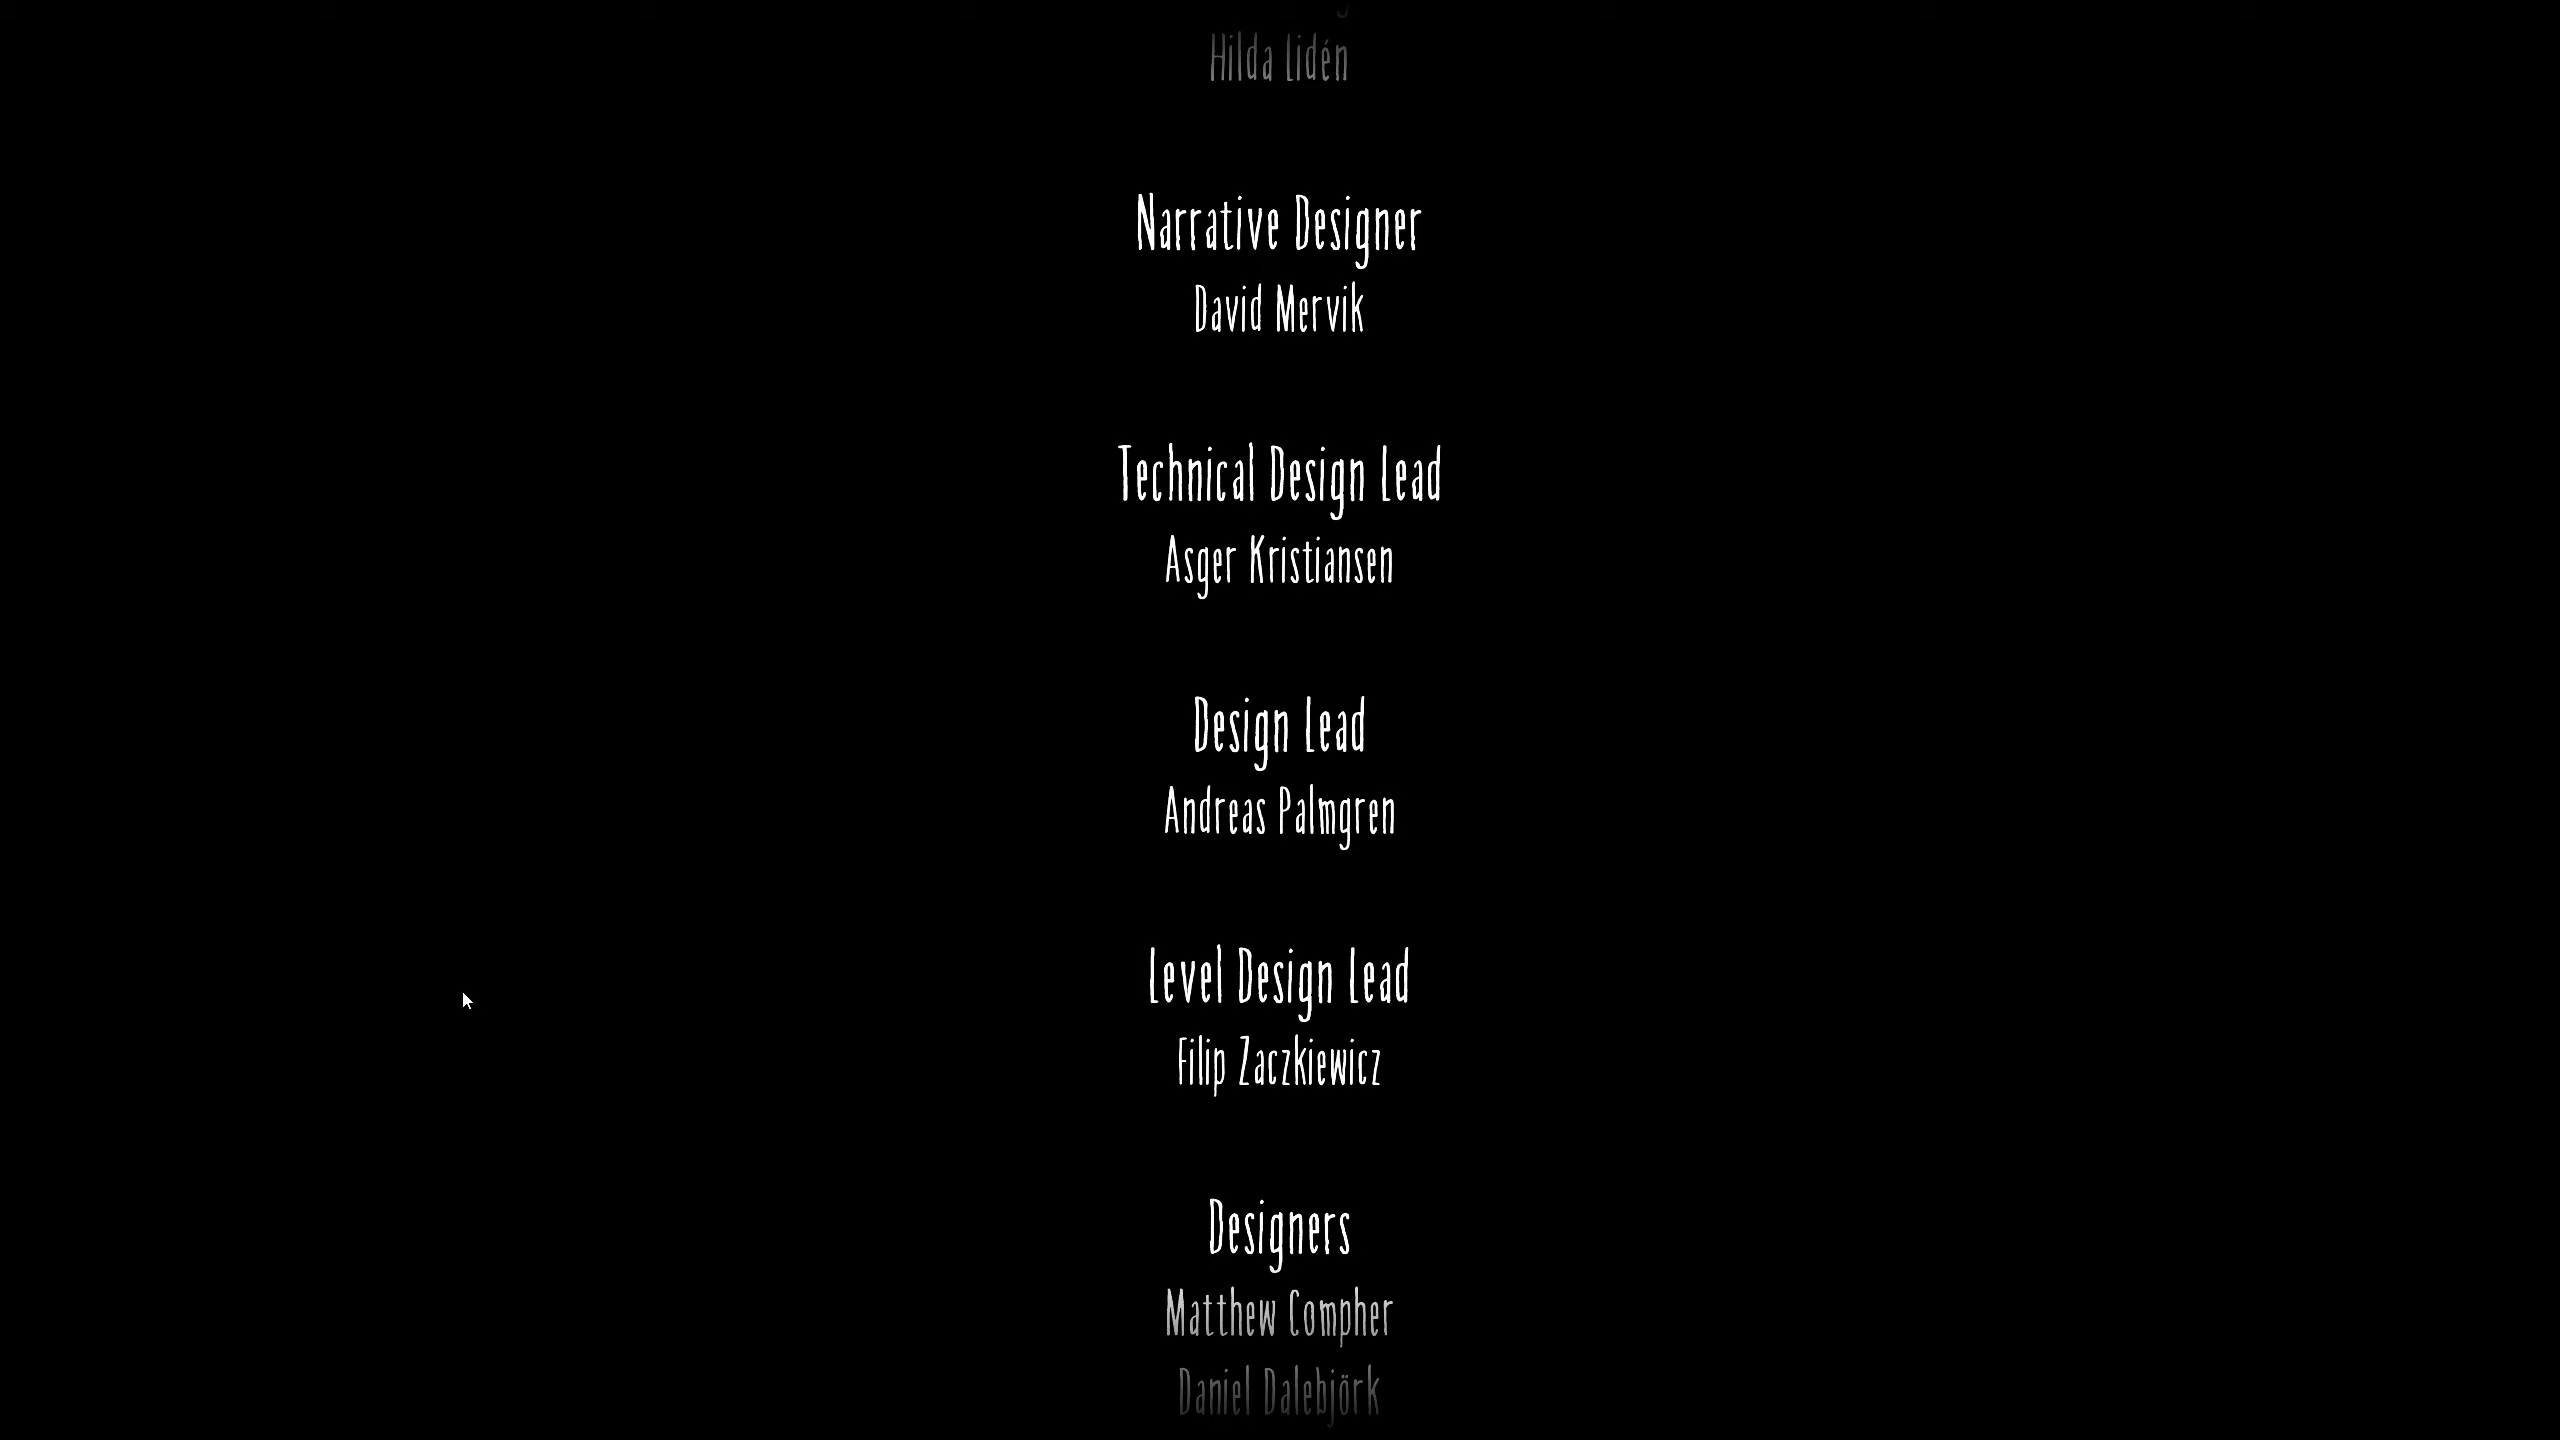 Hilda Lidén
Narrative Designer
David Mervik
Technical Design Lead
Asger Kristiansen
Design Lead
Andreas Palmgren
Level Design Lead
Filip Zaczkiewicz
Designers
Matthew Compher
Daniel Dalebjörk